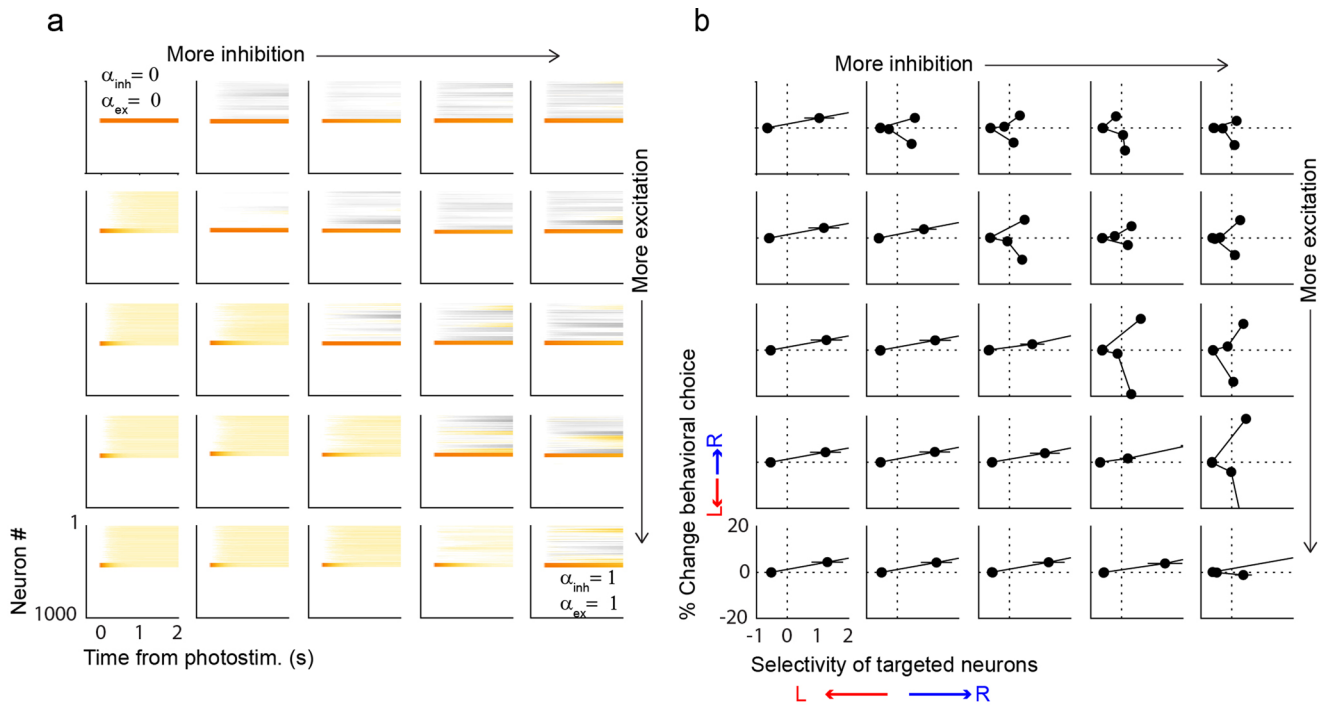 a
More inhibition
αinh= 0
αex= 0
More excitation
Neuron #
1
1000
0 1 2
Time from photostim. (s)
αinh= 1
αex= 1
b
More inhibition
More excitation
% Change behavioral choice
L R
20
0
-20
-1 0 1 2
Selectivity of targeted neurons
L R